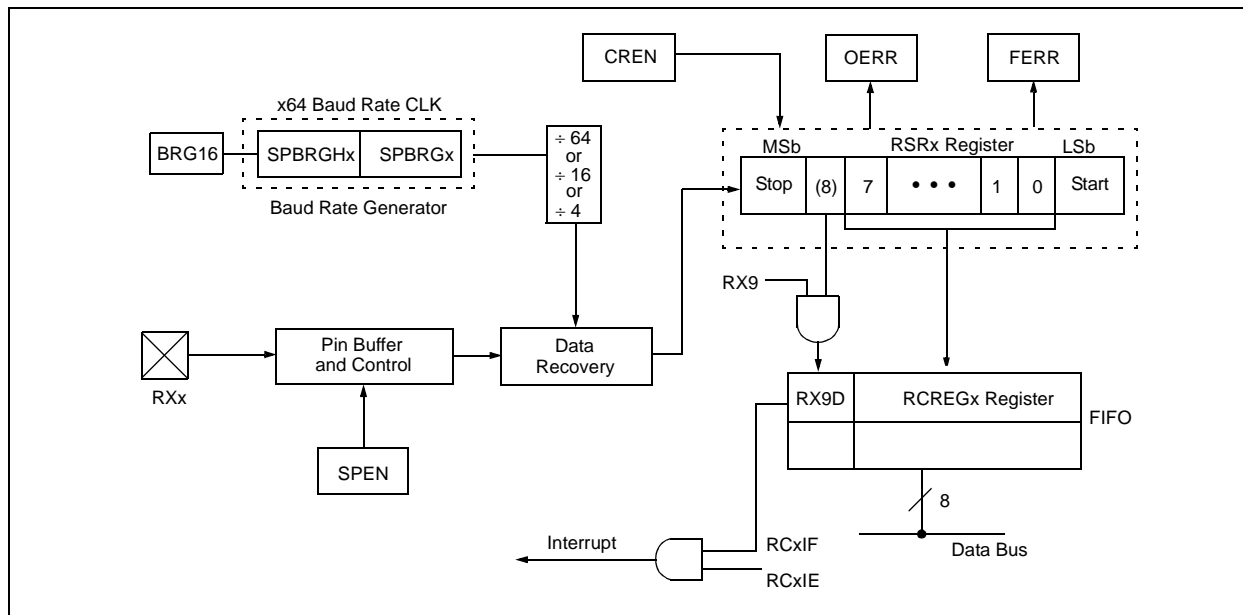 CREN
OERR
FERR
x64 Baud Rate CLK
BRG16
SPBRGHx
SPBRGx
Baud Rate Generator
÷ 64
or
÷ 16
or
÷ 4
MSb
RSRx Register
LSb
Stop
(8)
7
• • •
1
0
Start
RX9
RXx
Pin Buffer
and Control
Data
Recovery
SPEN
RX9D
RCREGx Register
FIFO
8
Data Bus
Interrupt
RCxIF
RCxIE